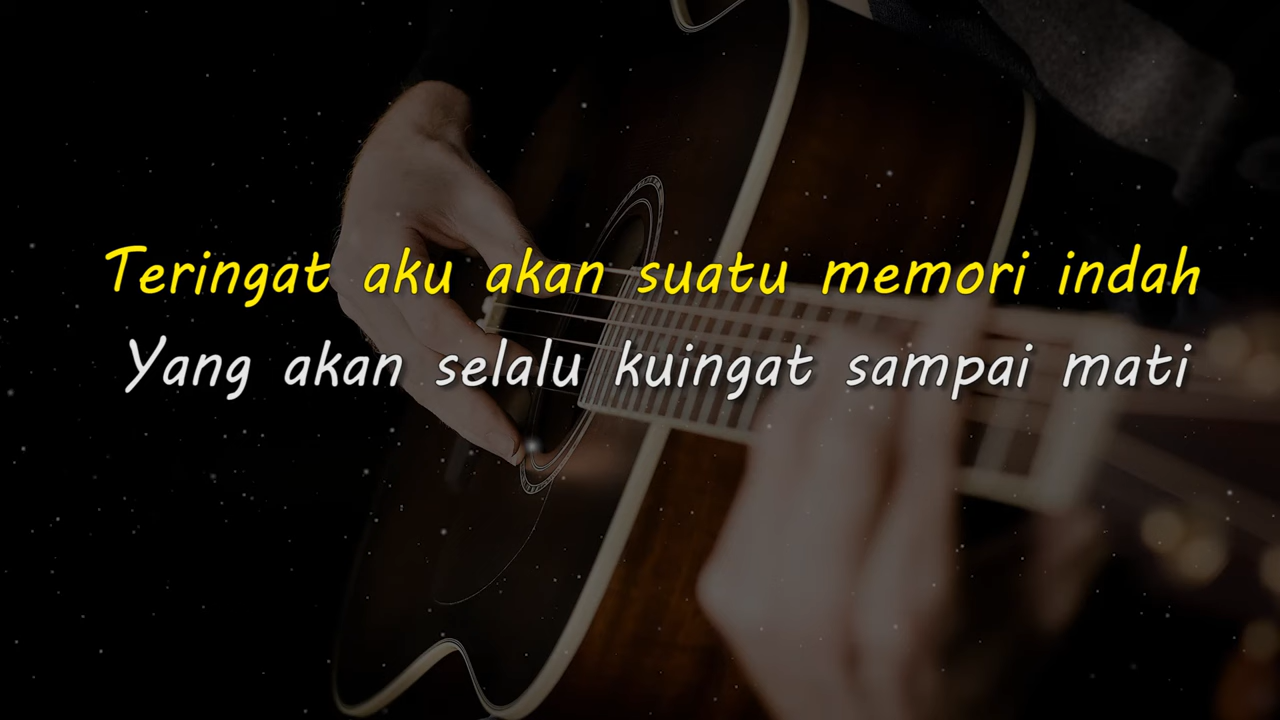 Teringat aku akan suatu memori indah
Yang akan selalu kuingat sampai mati